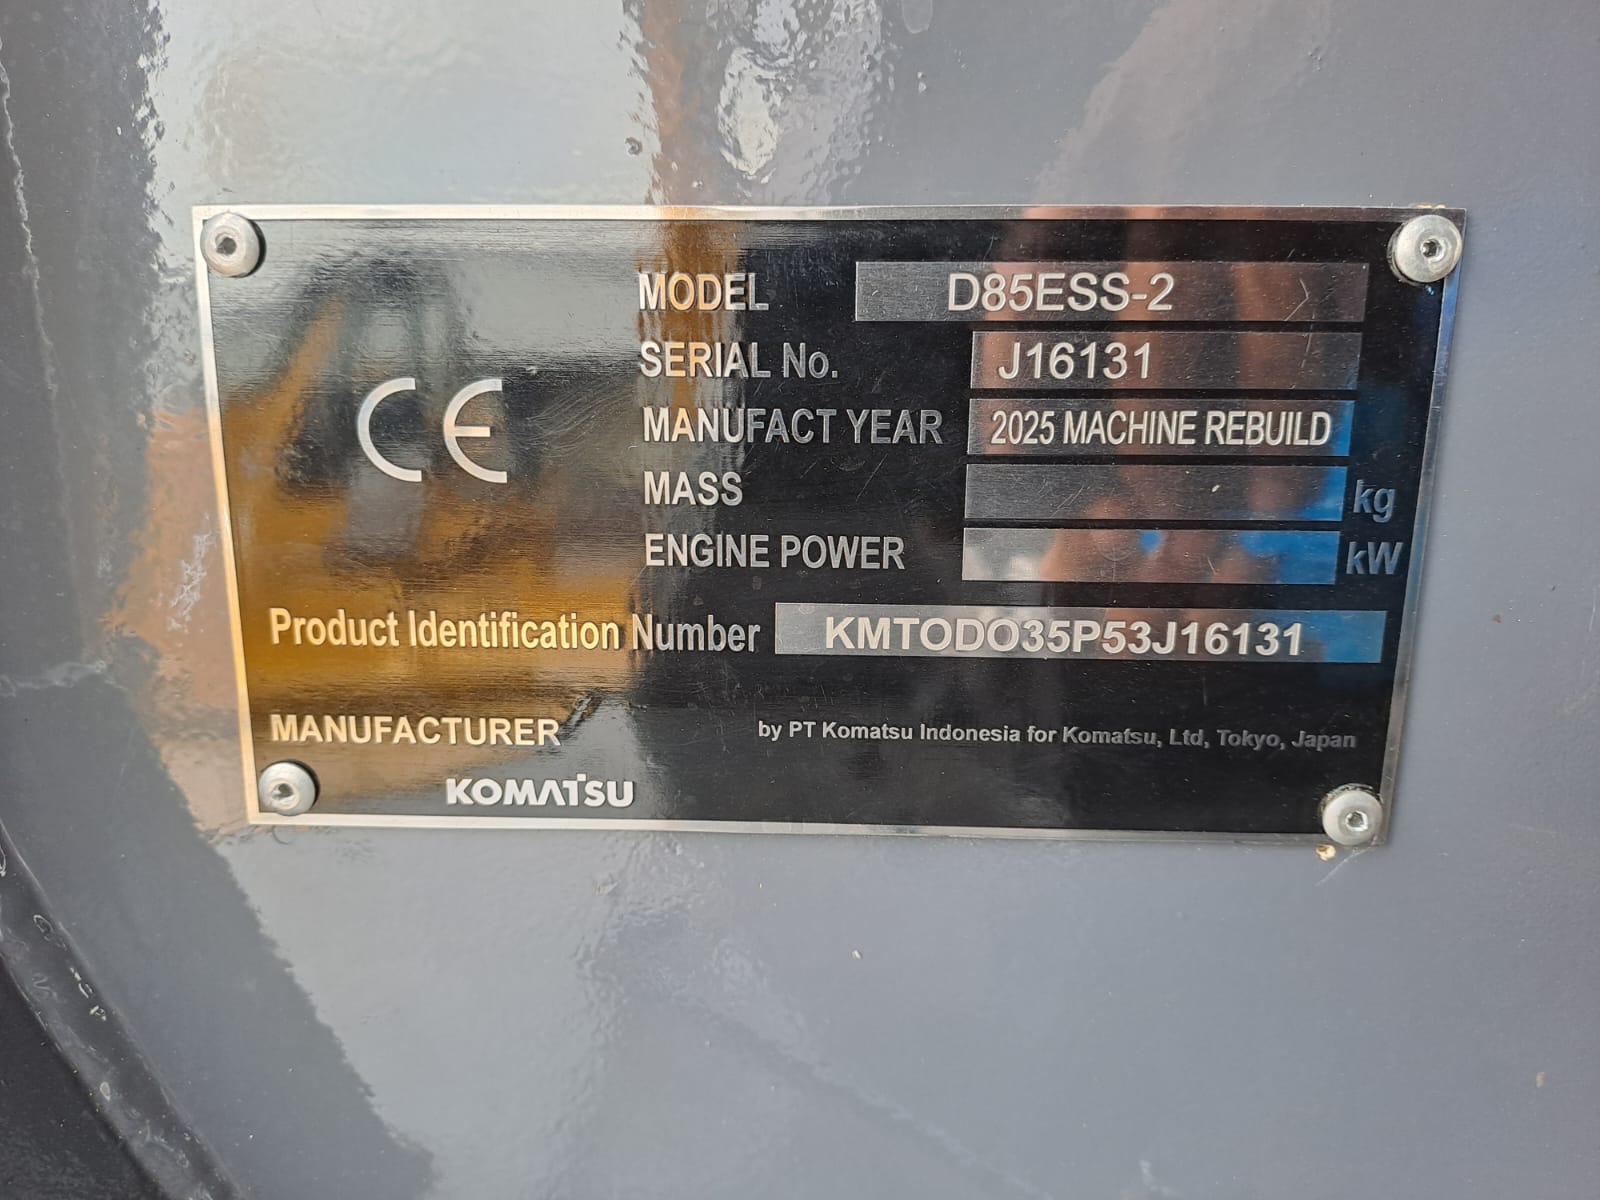 CE
MODEL D85ESS-2
SERIAL No. J16131
MANUFACT YEAR 2025 MACHINE REBUILD
MASS kg
ENGINE POWER kW
Product Identification Number KMTODO35P53J16131
MANUFACTURER by PT Komatsu Indonesia for Komatsu, Ltd, Tokyo, Japan
KOMATSU